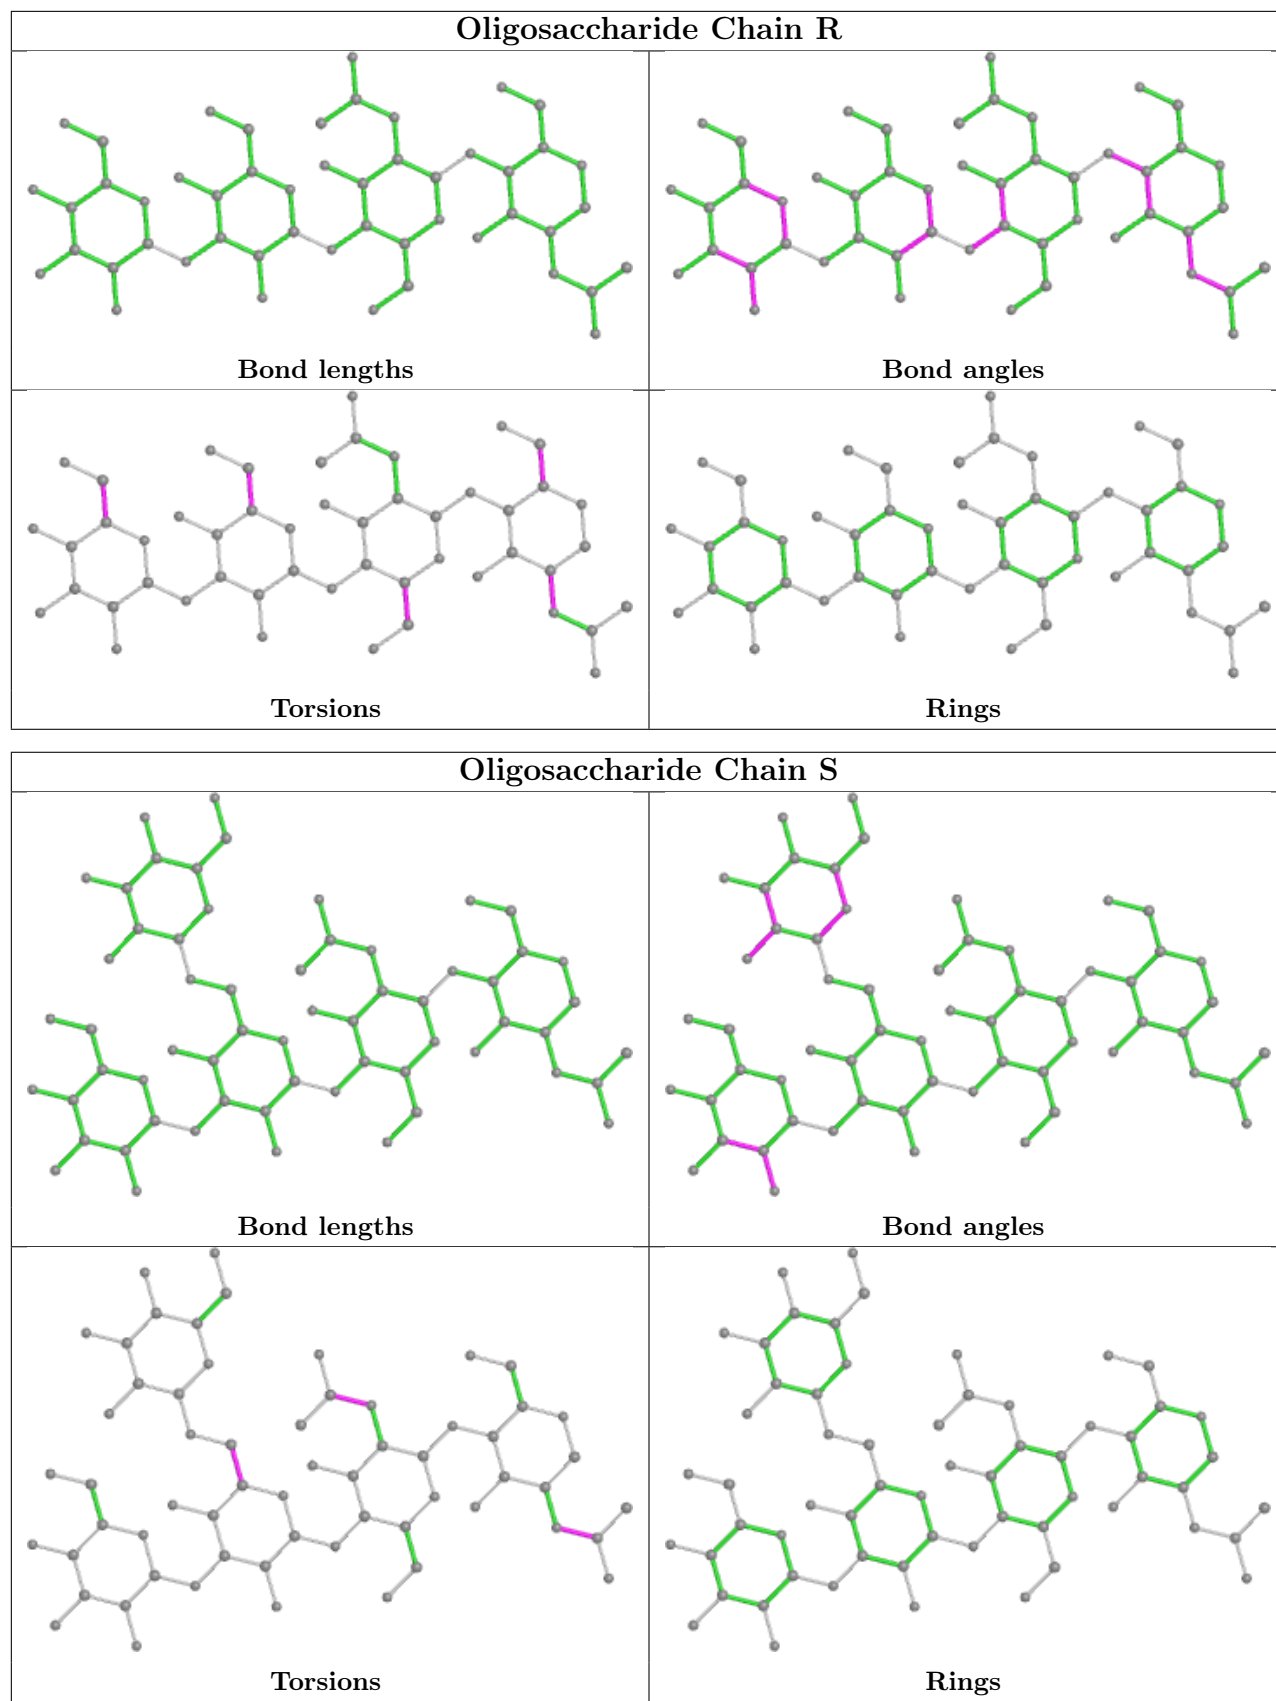 Oligosaccharide Chain R
Bond lengths
Bond angles
Torsions
Rings
Oligosaccharide Chain S
Bond lengths
Bond angles
Torsions
Rings